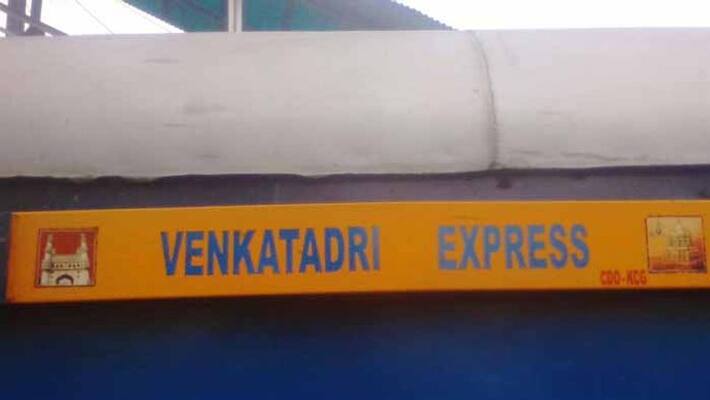 VENKATADRI EXPRESS
CDO-KCG